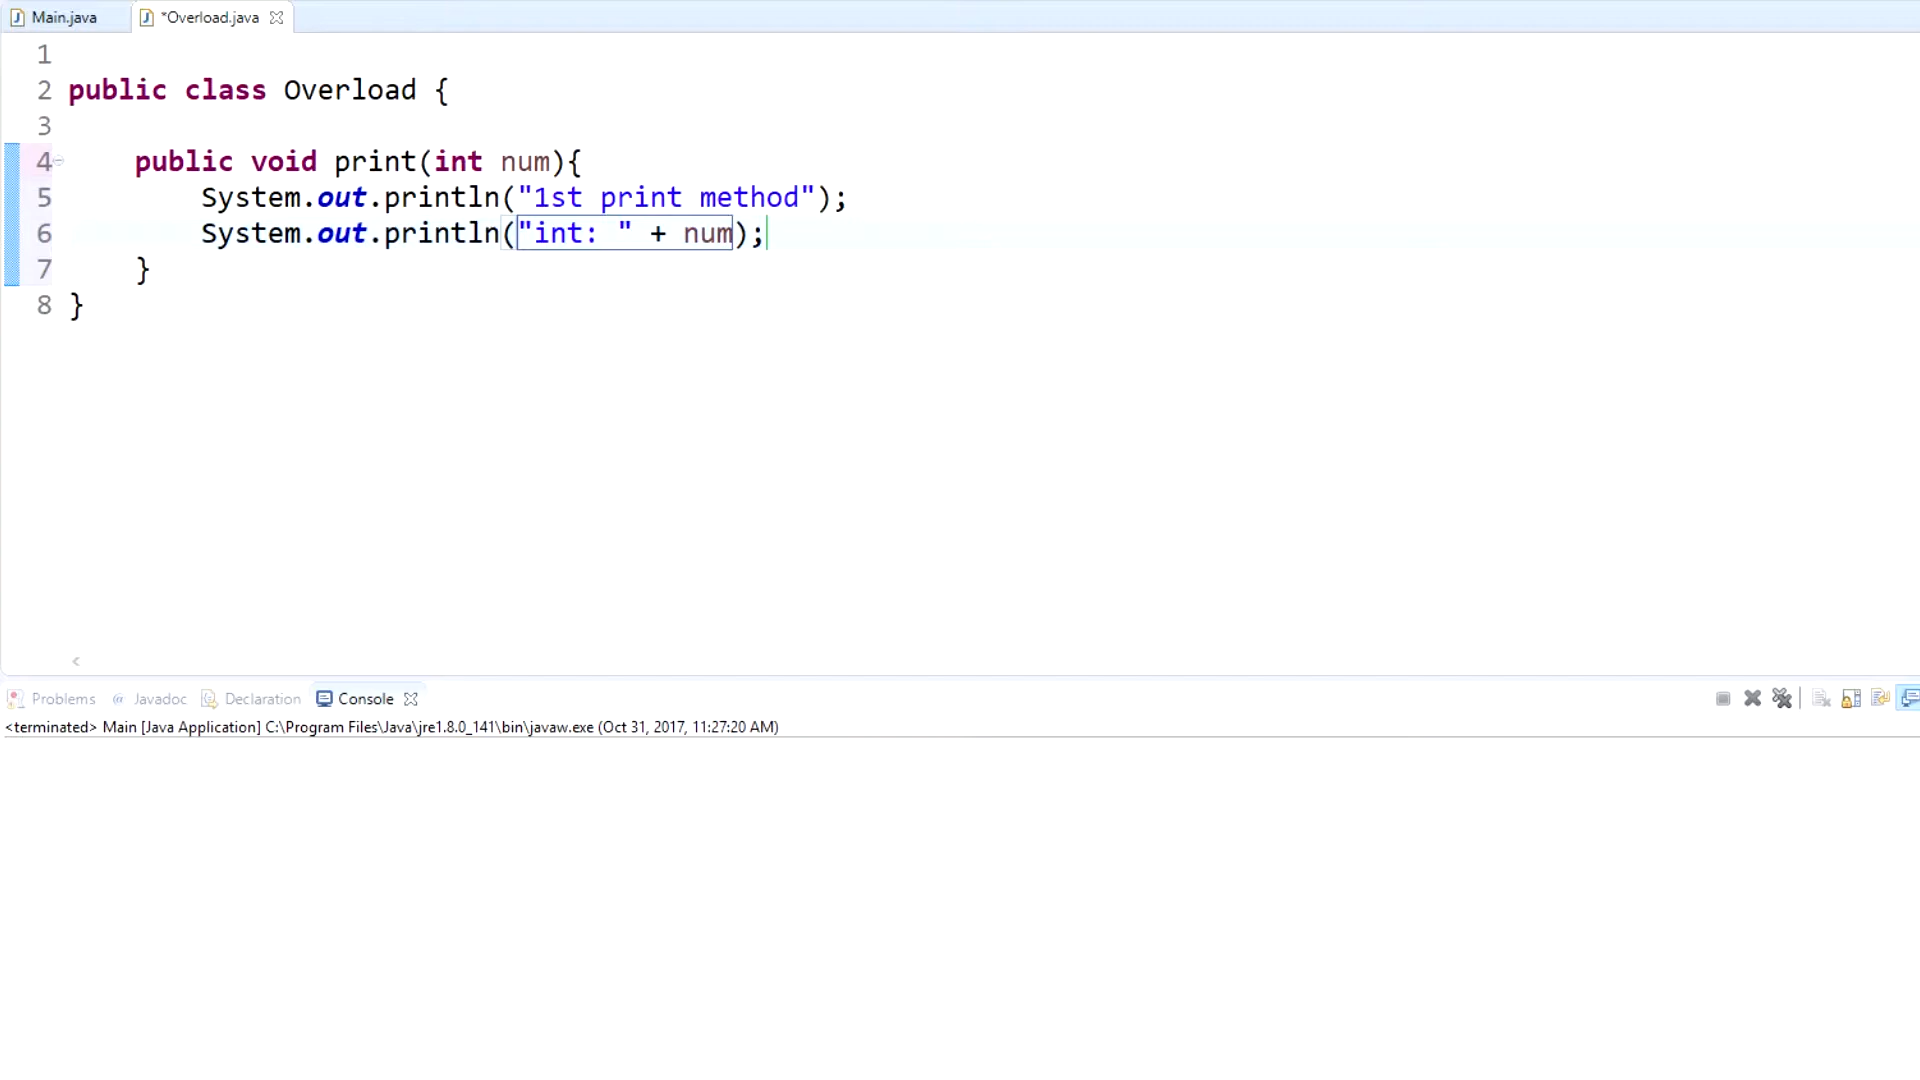 Main.java *Overload.java
1
2 public class Overload {
3
4 public void print(int num){
5 System.out.println("1st print method");
6 System.out.println("int: " + num);
7 }
8 }
Problems @ Javadoc Declaration Console
<terminated> Main [Java Application] C:\Program Files\Java\jre1.8.0_141\bin\javaw.exe (Oct 31, 2017, 11:27:20 AM)